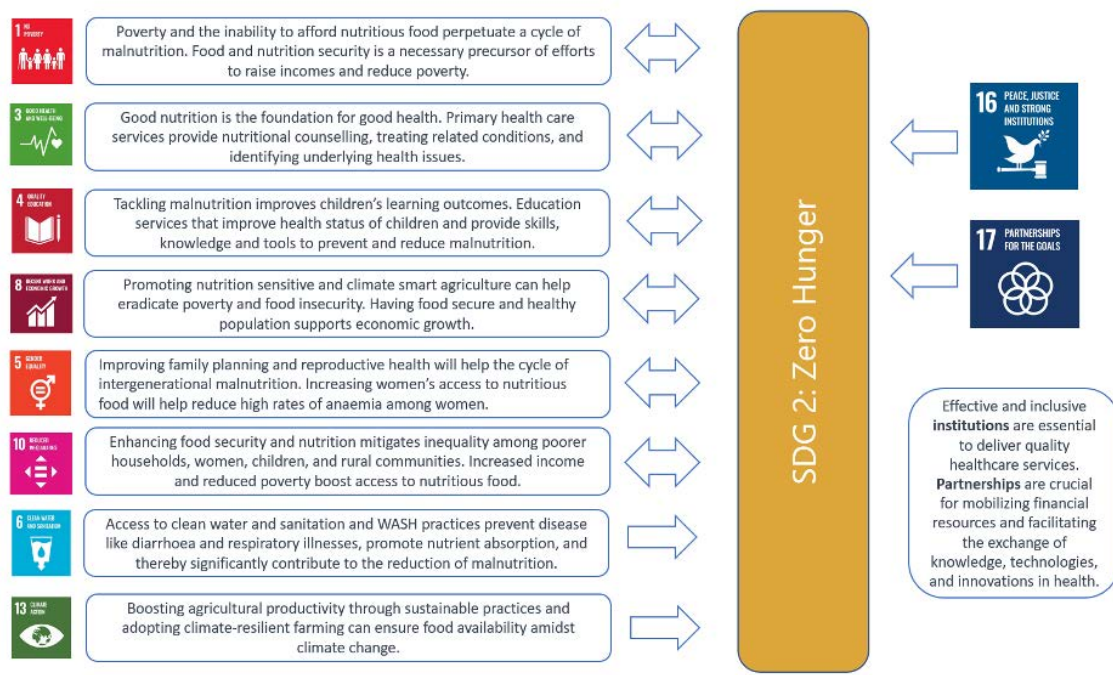 1 NO
POVERTY
Poverty and the inability to afford nutritious food perpetuate a cycle of
malnutrition. Food and nutrition security is a necessary precursor of efforts
to raise incomes and reduce poverty.
3 GOOD HEALTH
AND WELL-BEING
Good nutrition is the foundation for good health. Primary health care
services provide nutritional counselling, treating related conditions, and
identifying underlying health issues.
4 QUALITY
EDUCATION
Tackling malnutrition improves children's learning outcomes. Education
services that improve health status of children and provide skills,
knowledge and tools to prevent and reduce malnutrition.
8 DECENT WORK AND
ECONOMIC GROWTH
Promoting nutrition sensitive and climate smart agriculture can help
eradicate poverty and food insecurity. Having food secure and healthy
population supports economic growth.
5 GENDER
EQUALITY
Improving family planning and reproductive health will help the cycle of
intergenerational malnutrition. Increasing women's access to nutritious
food will help reduce high rates of anaemia among women.
10 REDUCED
INEQUALITIES
Enhancing food security and nutrition mitigates inequality among poorer
households, women, children, and rural communities. Increased income
and reduced poverty boost access to nutritious food.
6 CLEAN WATER
AND SANITATION
Access to clean water and sanitation and WASH practices prevent disease
like diarrhoea and respiratory illnesses, promote nutrient absorption, and
thereby significantly contribute to the reduction of malnutrition.
13 CLIMATE
ACTION
Boosting agricultural productivity through sustainable practices and
adopting climate-resilient farming can ensure food availability amidst
climate change.
SDG 2: Zero Hunger
16 PEACE, JUSTICE
AND STRONG
INSTITUTIONS
17 PARTNERSHIPS
FOR THE GOALS
Effective and inclusive
institutions are essential
to deliver quality
healthcare services.
Partnerships are crucial
for mobilizing financial
resources and facilitating
the exchange of
knowledge, technologies,
and innovations in health.